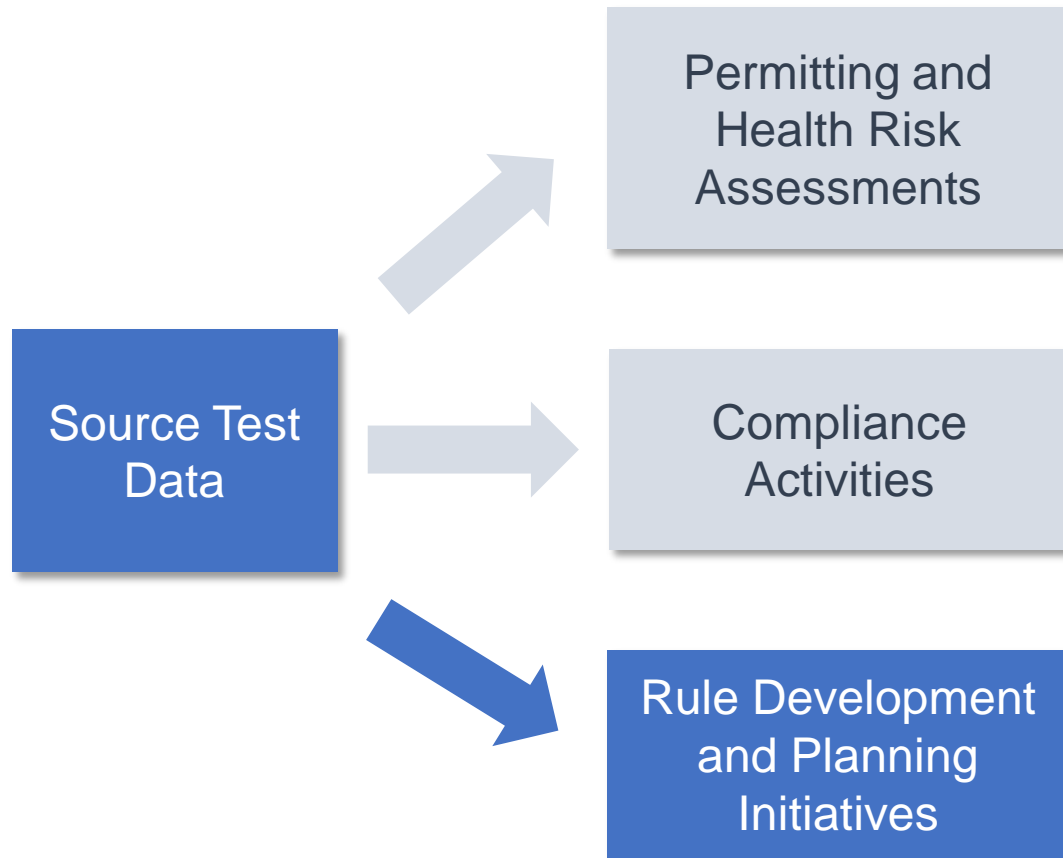 Permitting and
Health Risk
Assessments
Source Test
Data
Compliance
Activities
Rule Development
and Planning
Initiatives